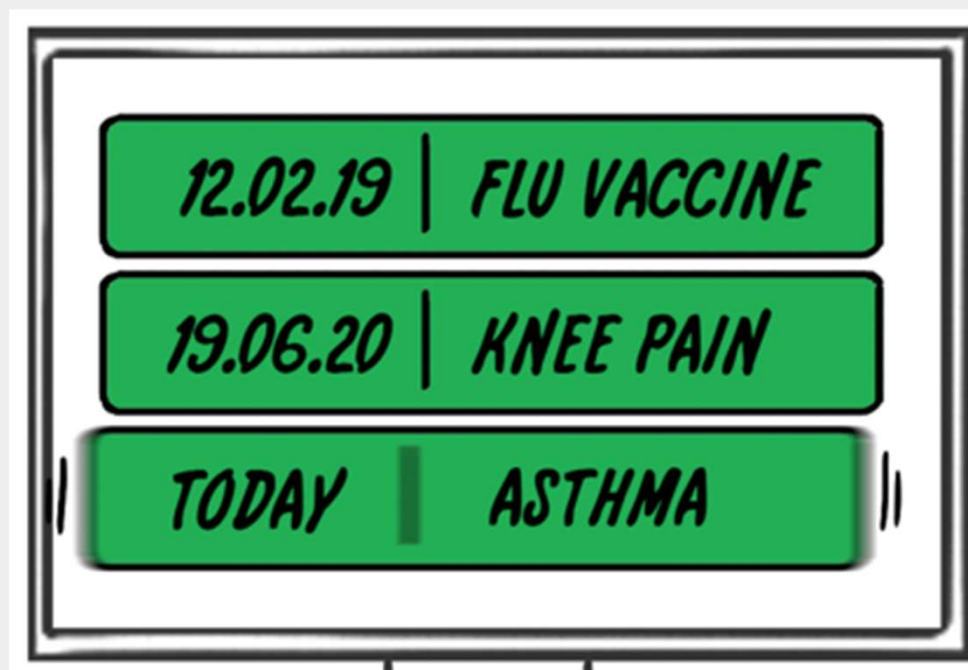 12.02.19 | FLU VACCINE
19.06.20 | KNEE PAIN
TODAY | ASTHMA